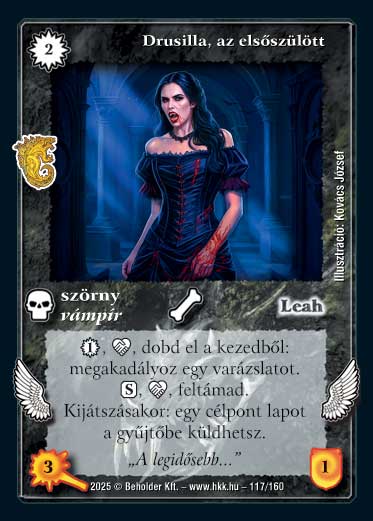 2
Drusilla, az elsőszülött
Illusztráció: Kovács József
szörny
vámpír
Leah
1, , dobd el a kezedből:
megakadályoz egy varázslatot.
S, , feltámad.
Kijátszásakor: egy célpont lapot
a gyűjtőbe küldhetsz.
„A legidősebb...”
3
1
2025 © Beholder Kft. – www.hkk.hu – 117/160